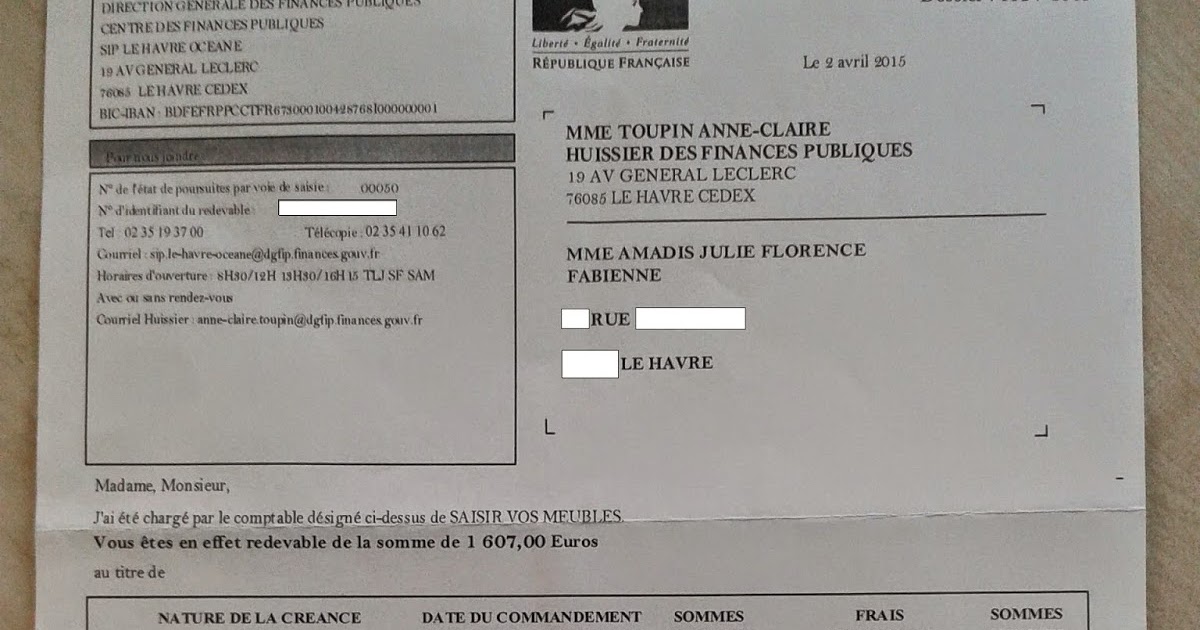 DIRECTION GENERALE DES FINANCES PUBLIQUES
CENTRE DES FINANCES PUBLIQUES
SIP LE HAVRE OCEANE
19 AV GENERAL LECLERC
76085 LE HAVRE CEDEX
BIC-IBAN : BDFEFRPPCCTFR6730001004287681000000001
Pour nous joindre
N° de l'état de poursuites par voie de saisie : 00050
N° d'identifiant du redevable :
Tel : 02 35 19 37 00 Télécopie : 02 35 41 10 62
Courriel : sip.le-havre-oceane@dgfip.finances.gouv.fr
Horaires d'ouverture : 8H30/12H 13H30/16H15 TLJ SF SAM
Avec ou sans rendez-vous
Courriel Huissier : anne-claire.toupin@dgfip.finances.gouv.fr
Liberté • Égalité • Fraternité
RÉPUBLIQUE FRANÇAISE
Le 2 avril 2015
MME TOUPIN ANNE-CLAIRE
HUISSIER DES FINANCES PUBLIQUES
19 AV GENERAL LECLERC
76085 LE HAVRE CEDEX
MME AMADIS JULIE FLORENCE
FABIENNE
RUE
LE HAVRE
Madame, Monsieur,
J'ai été chargé par le comptable désigné ci-dessus de SAISIR VOS MEUBLES.
Vous êtes en effet redevable de la somme de 1 607,00 Euros
au titre de
NATURE DE LA CREANCE DATE DU COMMANDEMENT SOMMES FRAIS SOMMES